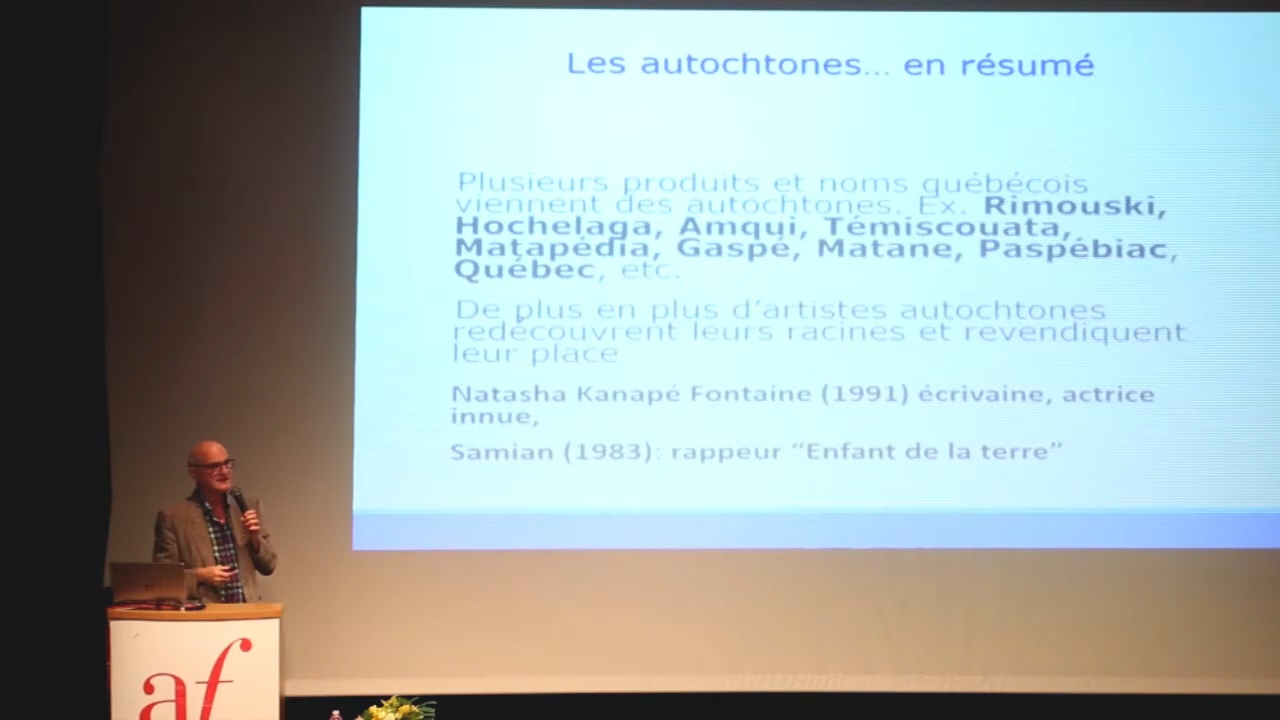 Les autochtones... en résumé
Plusieurs produits et noms québécois
viennent des autochtones. Ex. Rimouski,
Hochelaga, Amqui, Témiscouata,
Matapédia, Gaspé, Matane, Paspébiac,
Québec, etc.
De plus en plus d’artistes autochtones
redécouvrent leurs racines et revendiquent
leur place
Natasha Kanapé Fontaine (1991) écrivaine, actrice
innue,
Samian (1983): rappeur “Enfant de la terre”
af